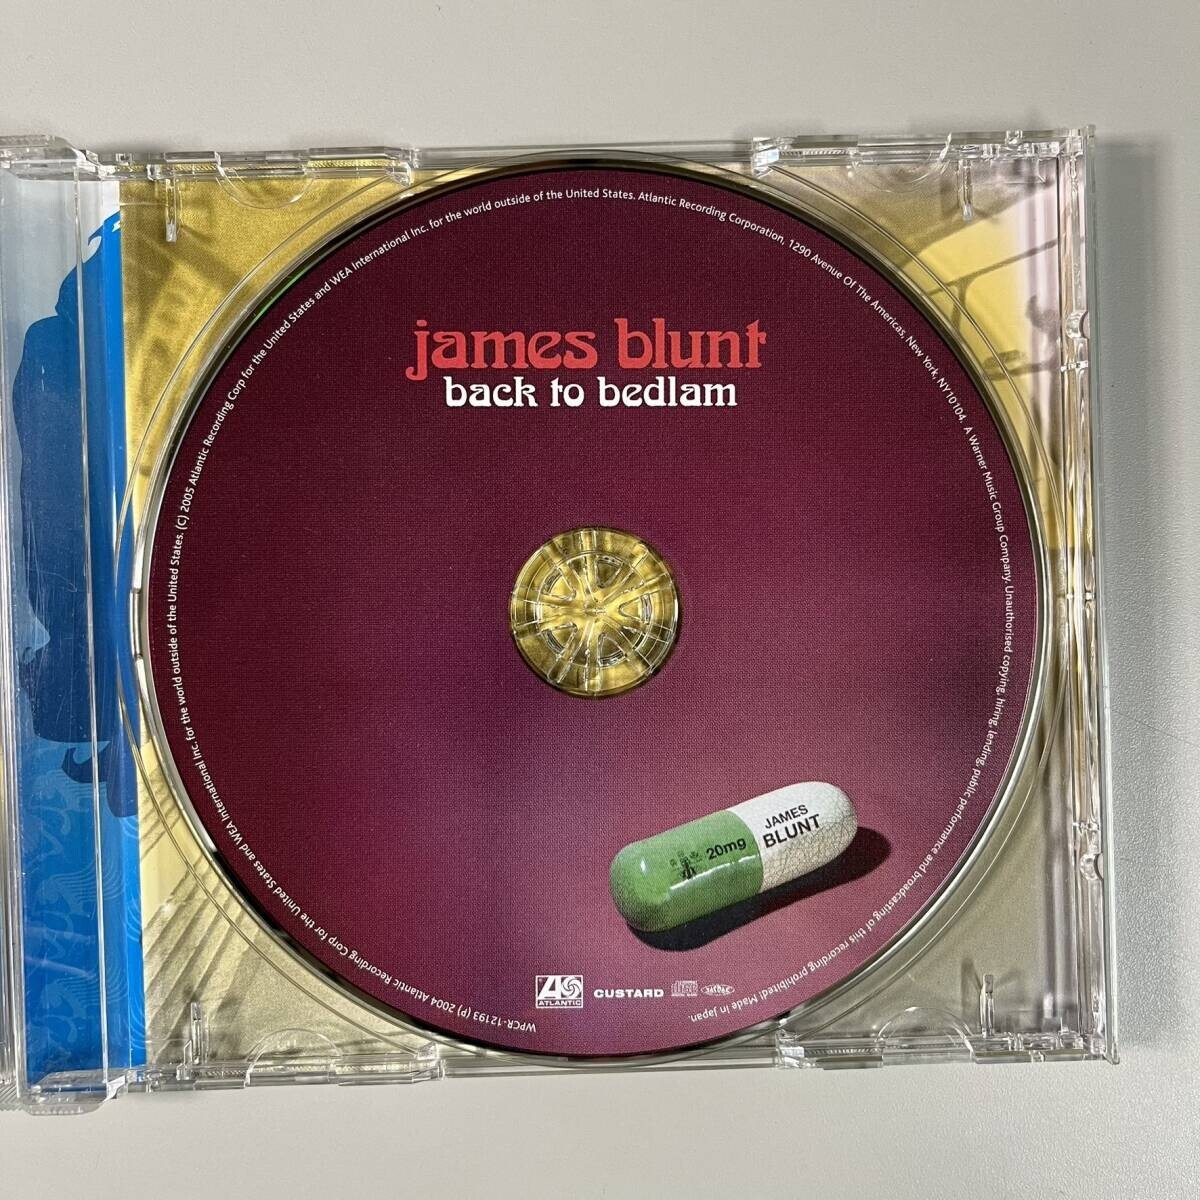 james blunt
back to bedlam
20mg
JAMES
BLUNT
ATLANTIC
CUSTARD
WPCR-12193 (P) 2004 Atlantic Recording Corp for the United States and WEA International Inc. for the world outside of the United States. (C) 2005 Atlantic Recording Corp for the United States and WEA International Inc. for the world outside of the United States. Atlantic Recording Corporation, 1290 Avenue Of The Americas, New York, NY10104. A Warner Music Group Company. Unauthorised copying, hiring, lending, public performance and broadcasting of this recording prohibited! Made in Japan.